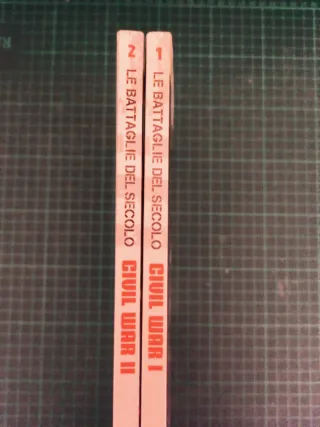 2 LE BATTAGLIE DEL SECOLO CIVIL WAR II
1 LE BATTAGLIE DEL SECOLO CIVIL WAR I